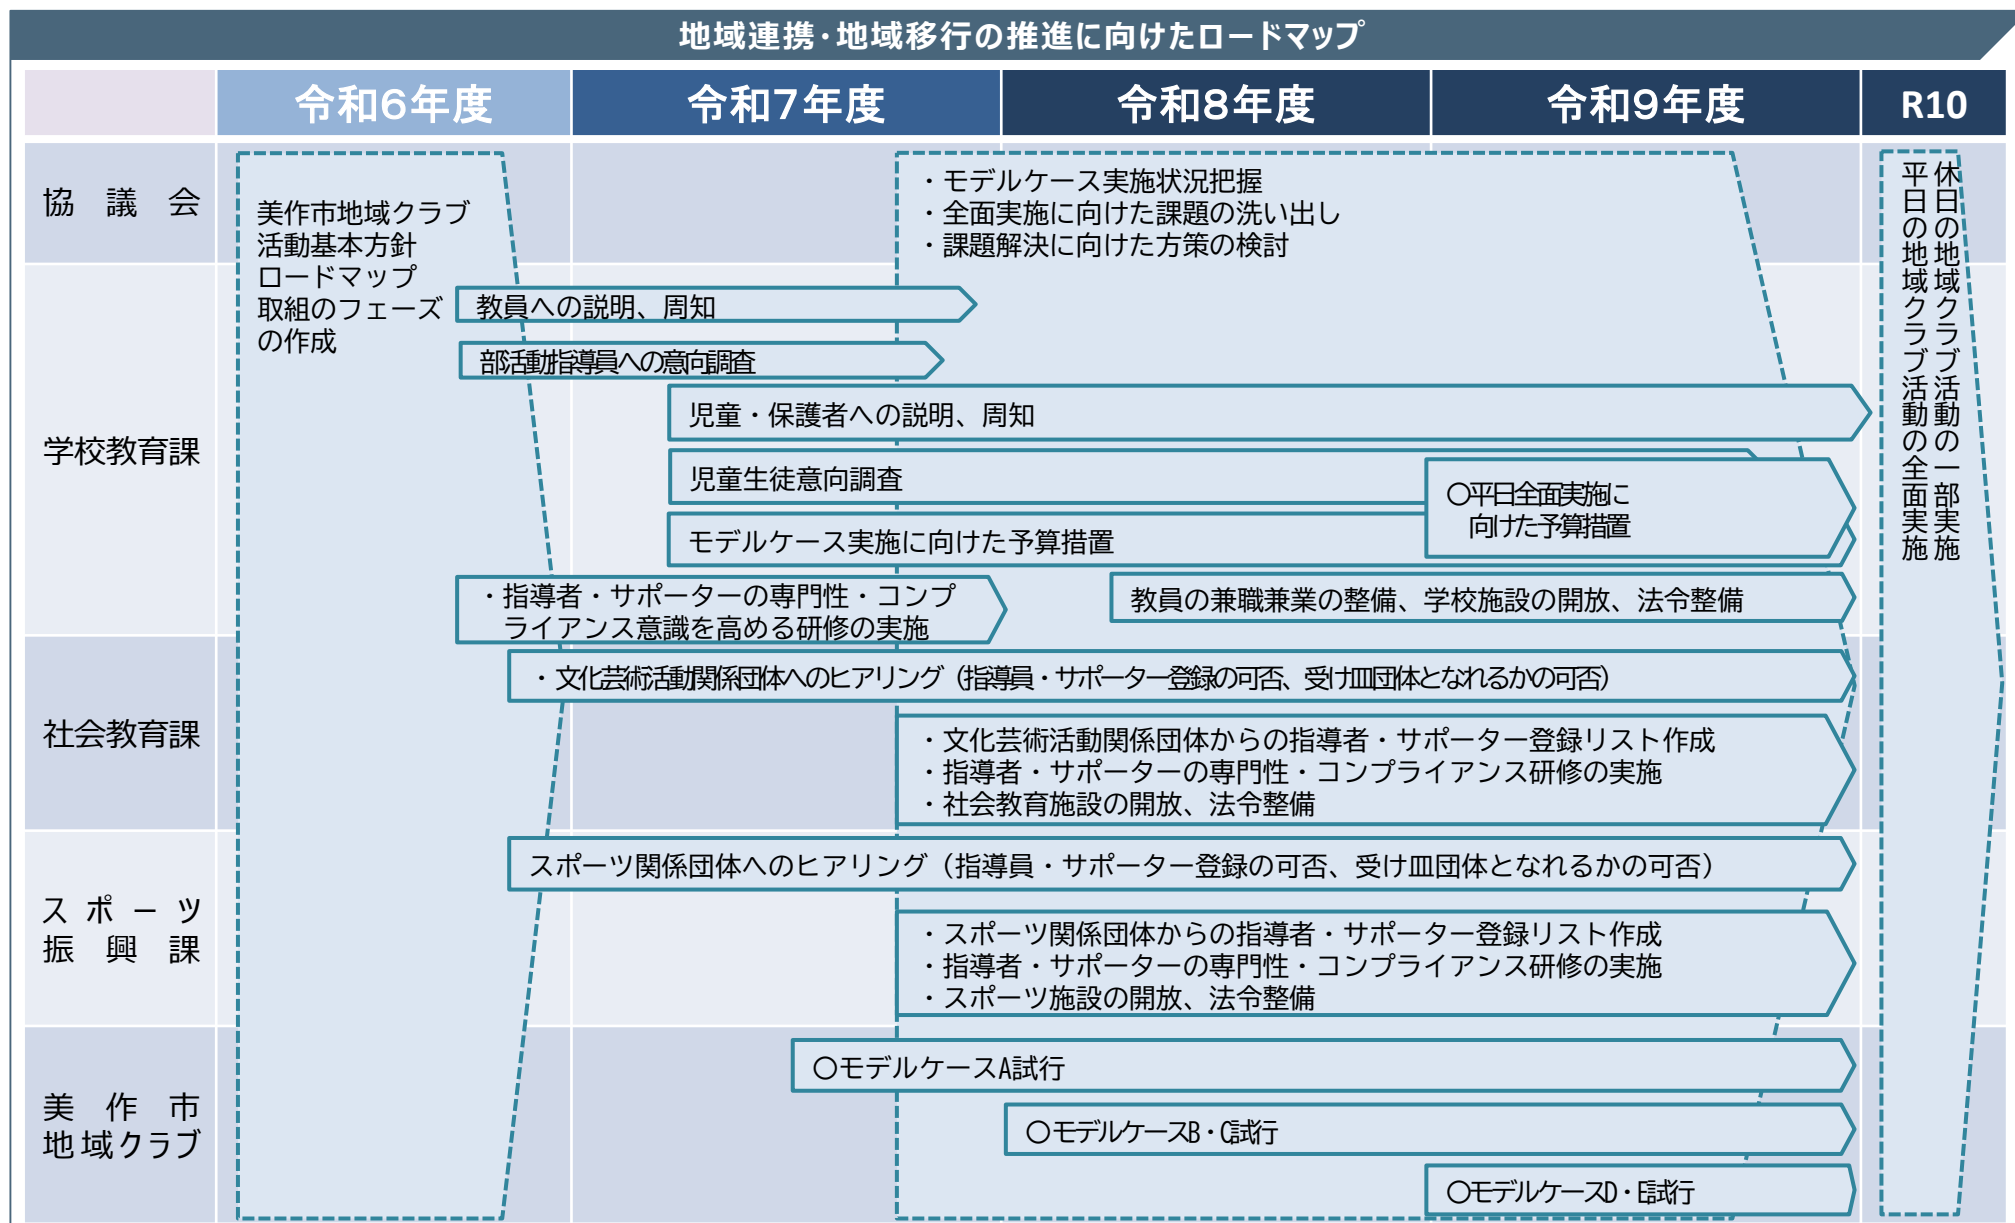 地域連携・地域移行の推進に向けたロードマップ
令和6年度
令和7年度
令和8年度
令和9年度
R10
協議会
美作市地域クラブ
活動基本方針
ロードマップ
取組のフェーズ
の作成
・モデルケース実施状況把握
・全面実施に向けた課題の洗い出し
・課題解決に向けた方策の検討
休日の地域クラブ活動の一部実施
平日の地域クラブ活動の全面実施
学校教育課
教員への説明、周知
部活動指導員への意向調査
児童・保護者への説明、周知
児童生徒意向調査
〇平日全面実施に
向けた予算措置
モデルケース実施に向けた予算措置
・指導者・サポーターの専門性・コンプ
ライアンス意識を高める研修の実施
教員の兼職兼業の整備、学校施設の開放、法令整備
社会教育課
・文化芸術活動関係団体へのヒアリング（指導員・サポーター登録の可否、受け皿団体となれるかの可否）
・文化芸術活動関係団体からの指導者・サポーター登録リスト作成
・指導者・サポーターの専門性・コンプライアンス研修の実施
・社会教育施設の開放、法令整備
スポーツ
振興課
スポーツ関係団体へのヒアリング（指導員・サポーター登録の可否、受け皿団体となれるかの可否）
・スポーツ関係団体からの指導者・サポーター登録リスト作成
・指導者・サポーターの専門性・コンプライアンス研修の実施
・スポーツ施設の開放、法令整備
美作市
地域クラブ
〇モデルケースA試行
〇モデルケースB・C試行
〇モデルケースD・E試行